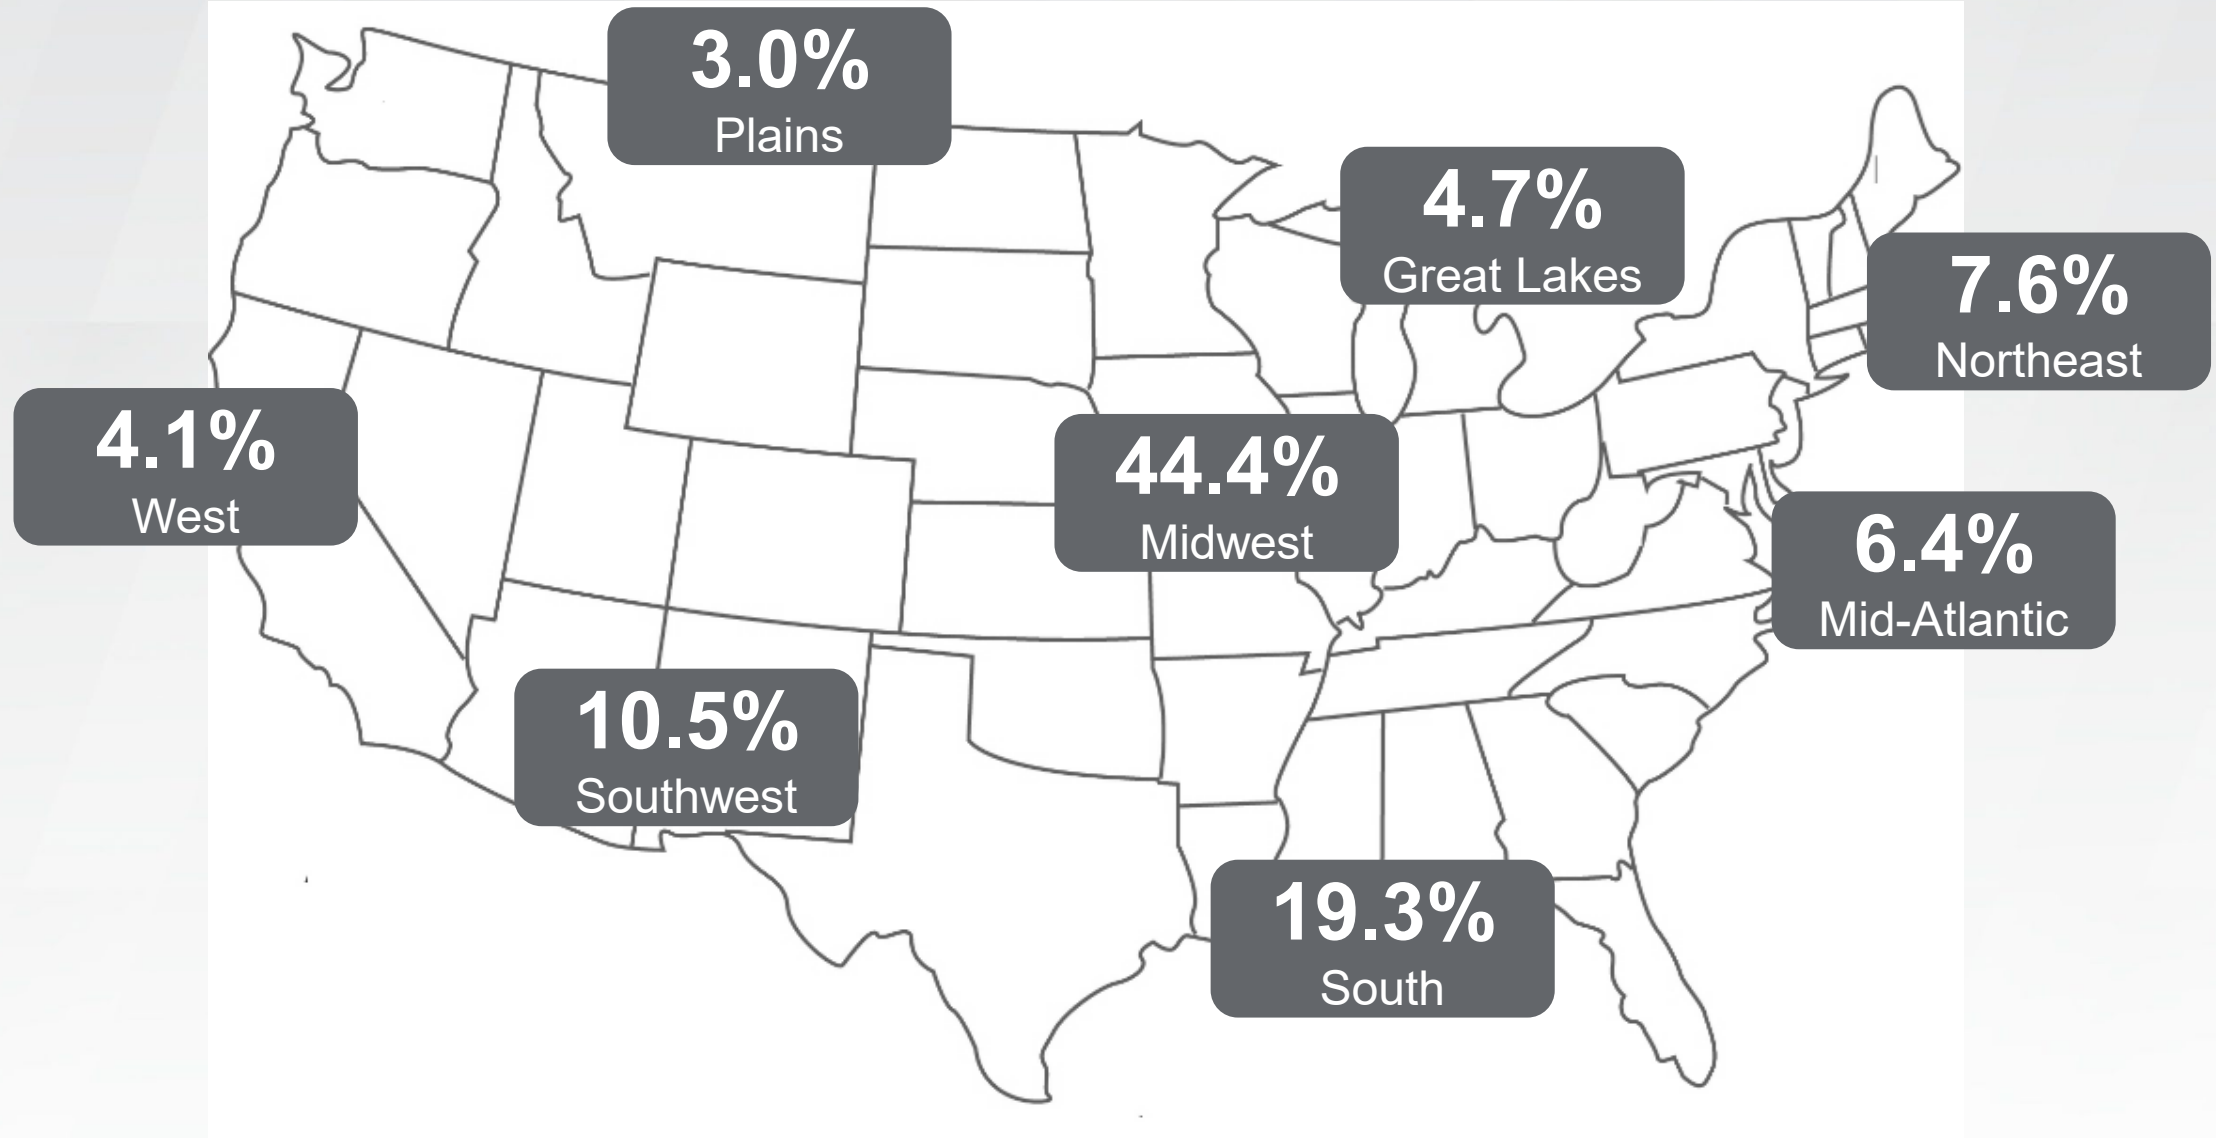 3.0%
Plains
4.7%
Great Lakes
7.6%
Northeast
4.1%
West
44.4%
Midwest
6.4%
Mid-Atlantic
10.5%
Southwest
19.3%
South